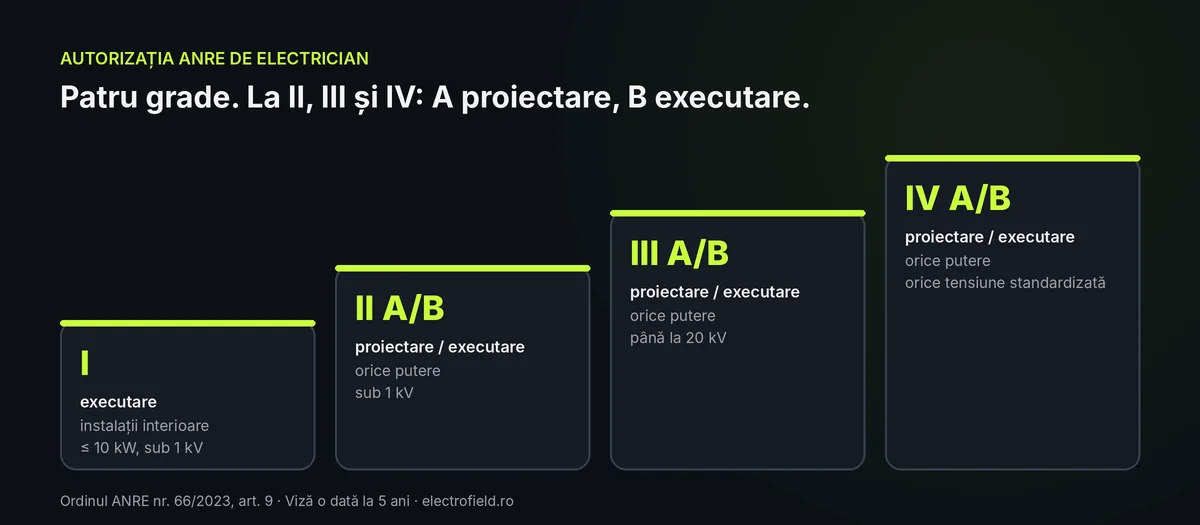 AUTORIZAȚIA ANRE DE ELECTRICIAN
Patru grade. La II, III și IV: A proiectare, B executare.
I
executare
instalații interioare
≤ 10 kW, sub 1 kV
II A/B
proiectare / executare
orice putere
sub 1 kV
III A/B
proiectare / executare
orice putere
până la 20 kV
IV A/B
proiectare / executare
orice putere
orice tensiune standardizată
Ordinul ANRE nr. 66/2023, art. 9 · Viză o dată la 5 ani · electrofield.ro